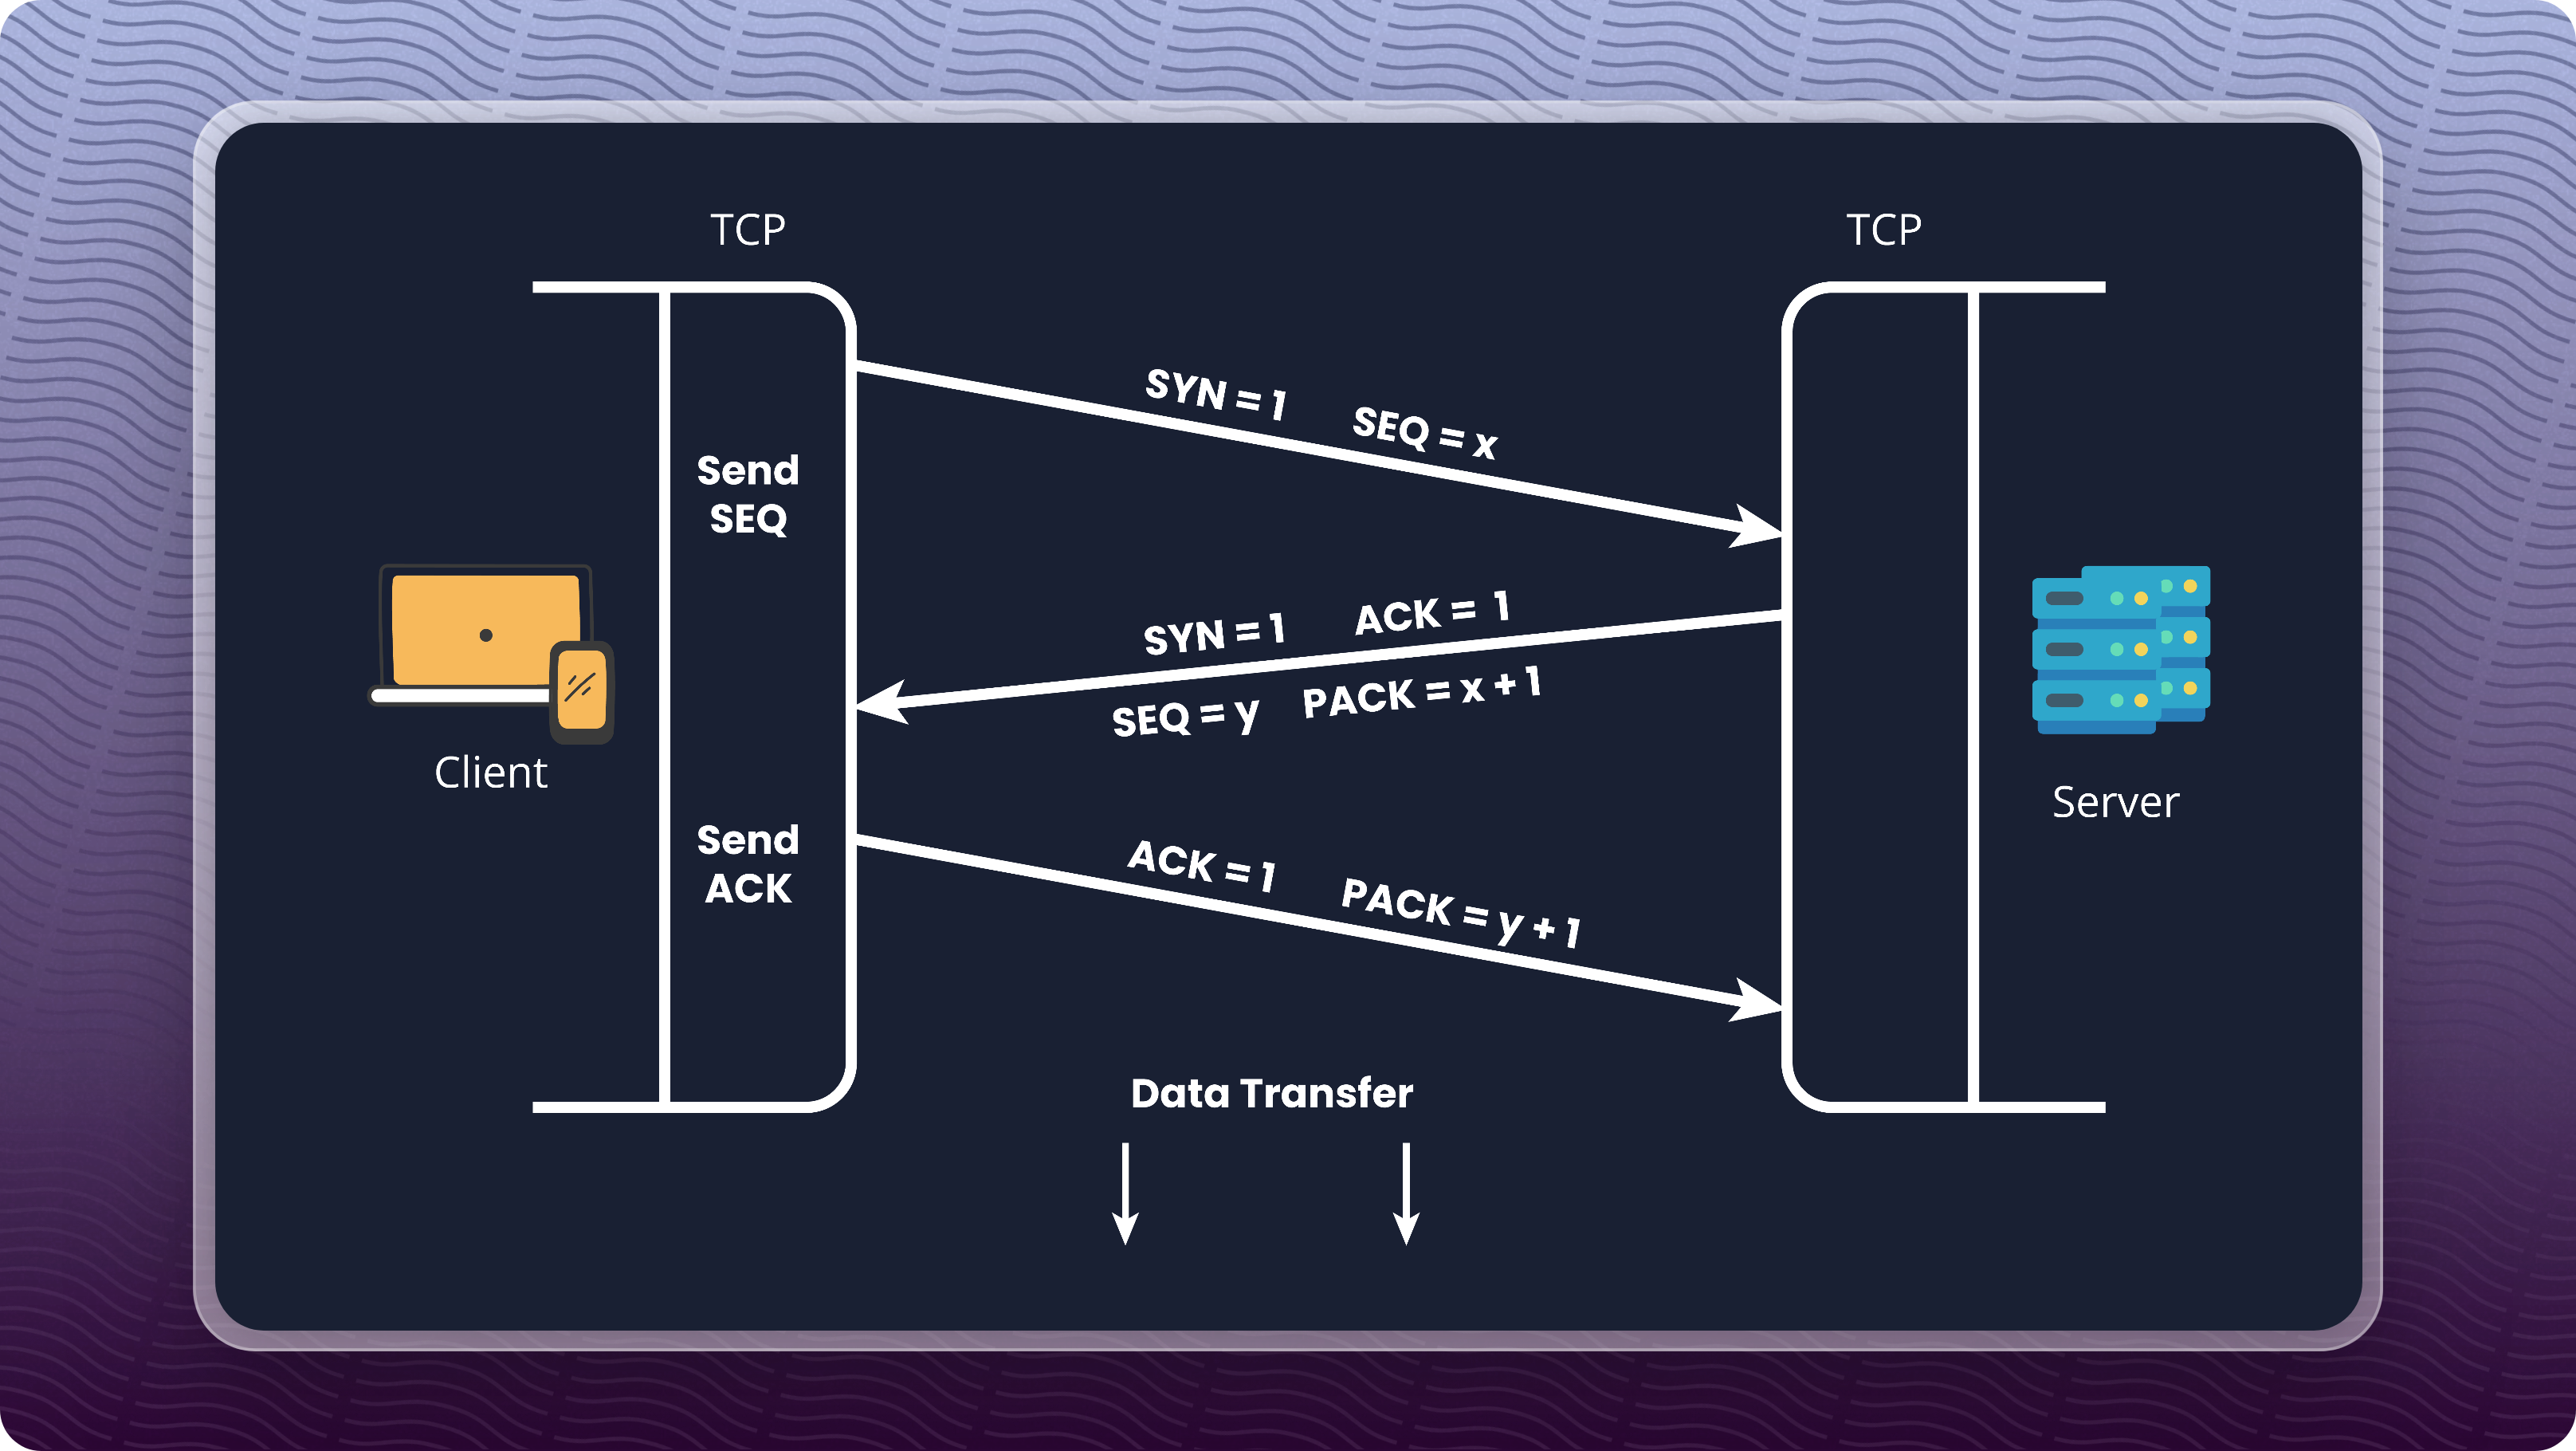 TCP
TCP
SYN = 1 SEQ = x
Send
SEQ
SYN = 1 ACK = 1
SEQ = y PACK = x + 1
Client
Server
Send
ACK
ACK = 1 PACK = y + 1
Data Transfer